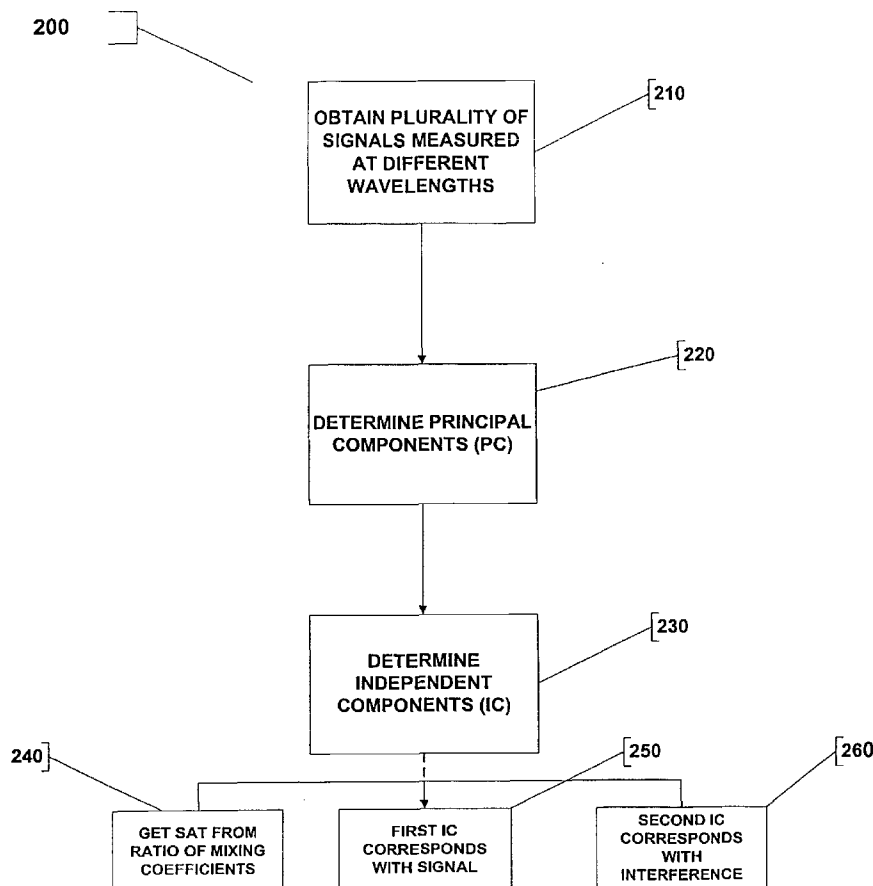 200
210
OBTAIN PLURALITY OF
SIGNALS MEASURED
AT DIFFERENT
WAVELENGTHS
220
DETERMINE PRINCIPAL
COMPONENTS (PC)
230
DETERMINE
INDEPENDENT
COMPONENTS (IC)
240
250
260
GET SAT FROM
RATIO OF MIXING
COEFFICIENTS
FIRST IC
CORRESPONDS
WITH SIGNAL
SECOND IC
CORRESPONDS
WITH
INTERFERENCE